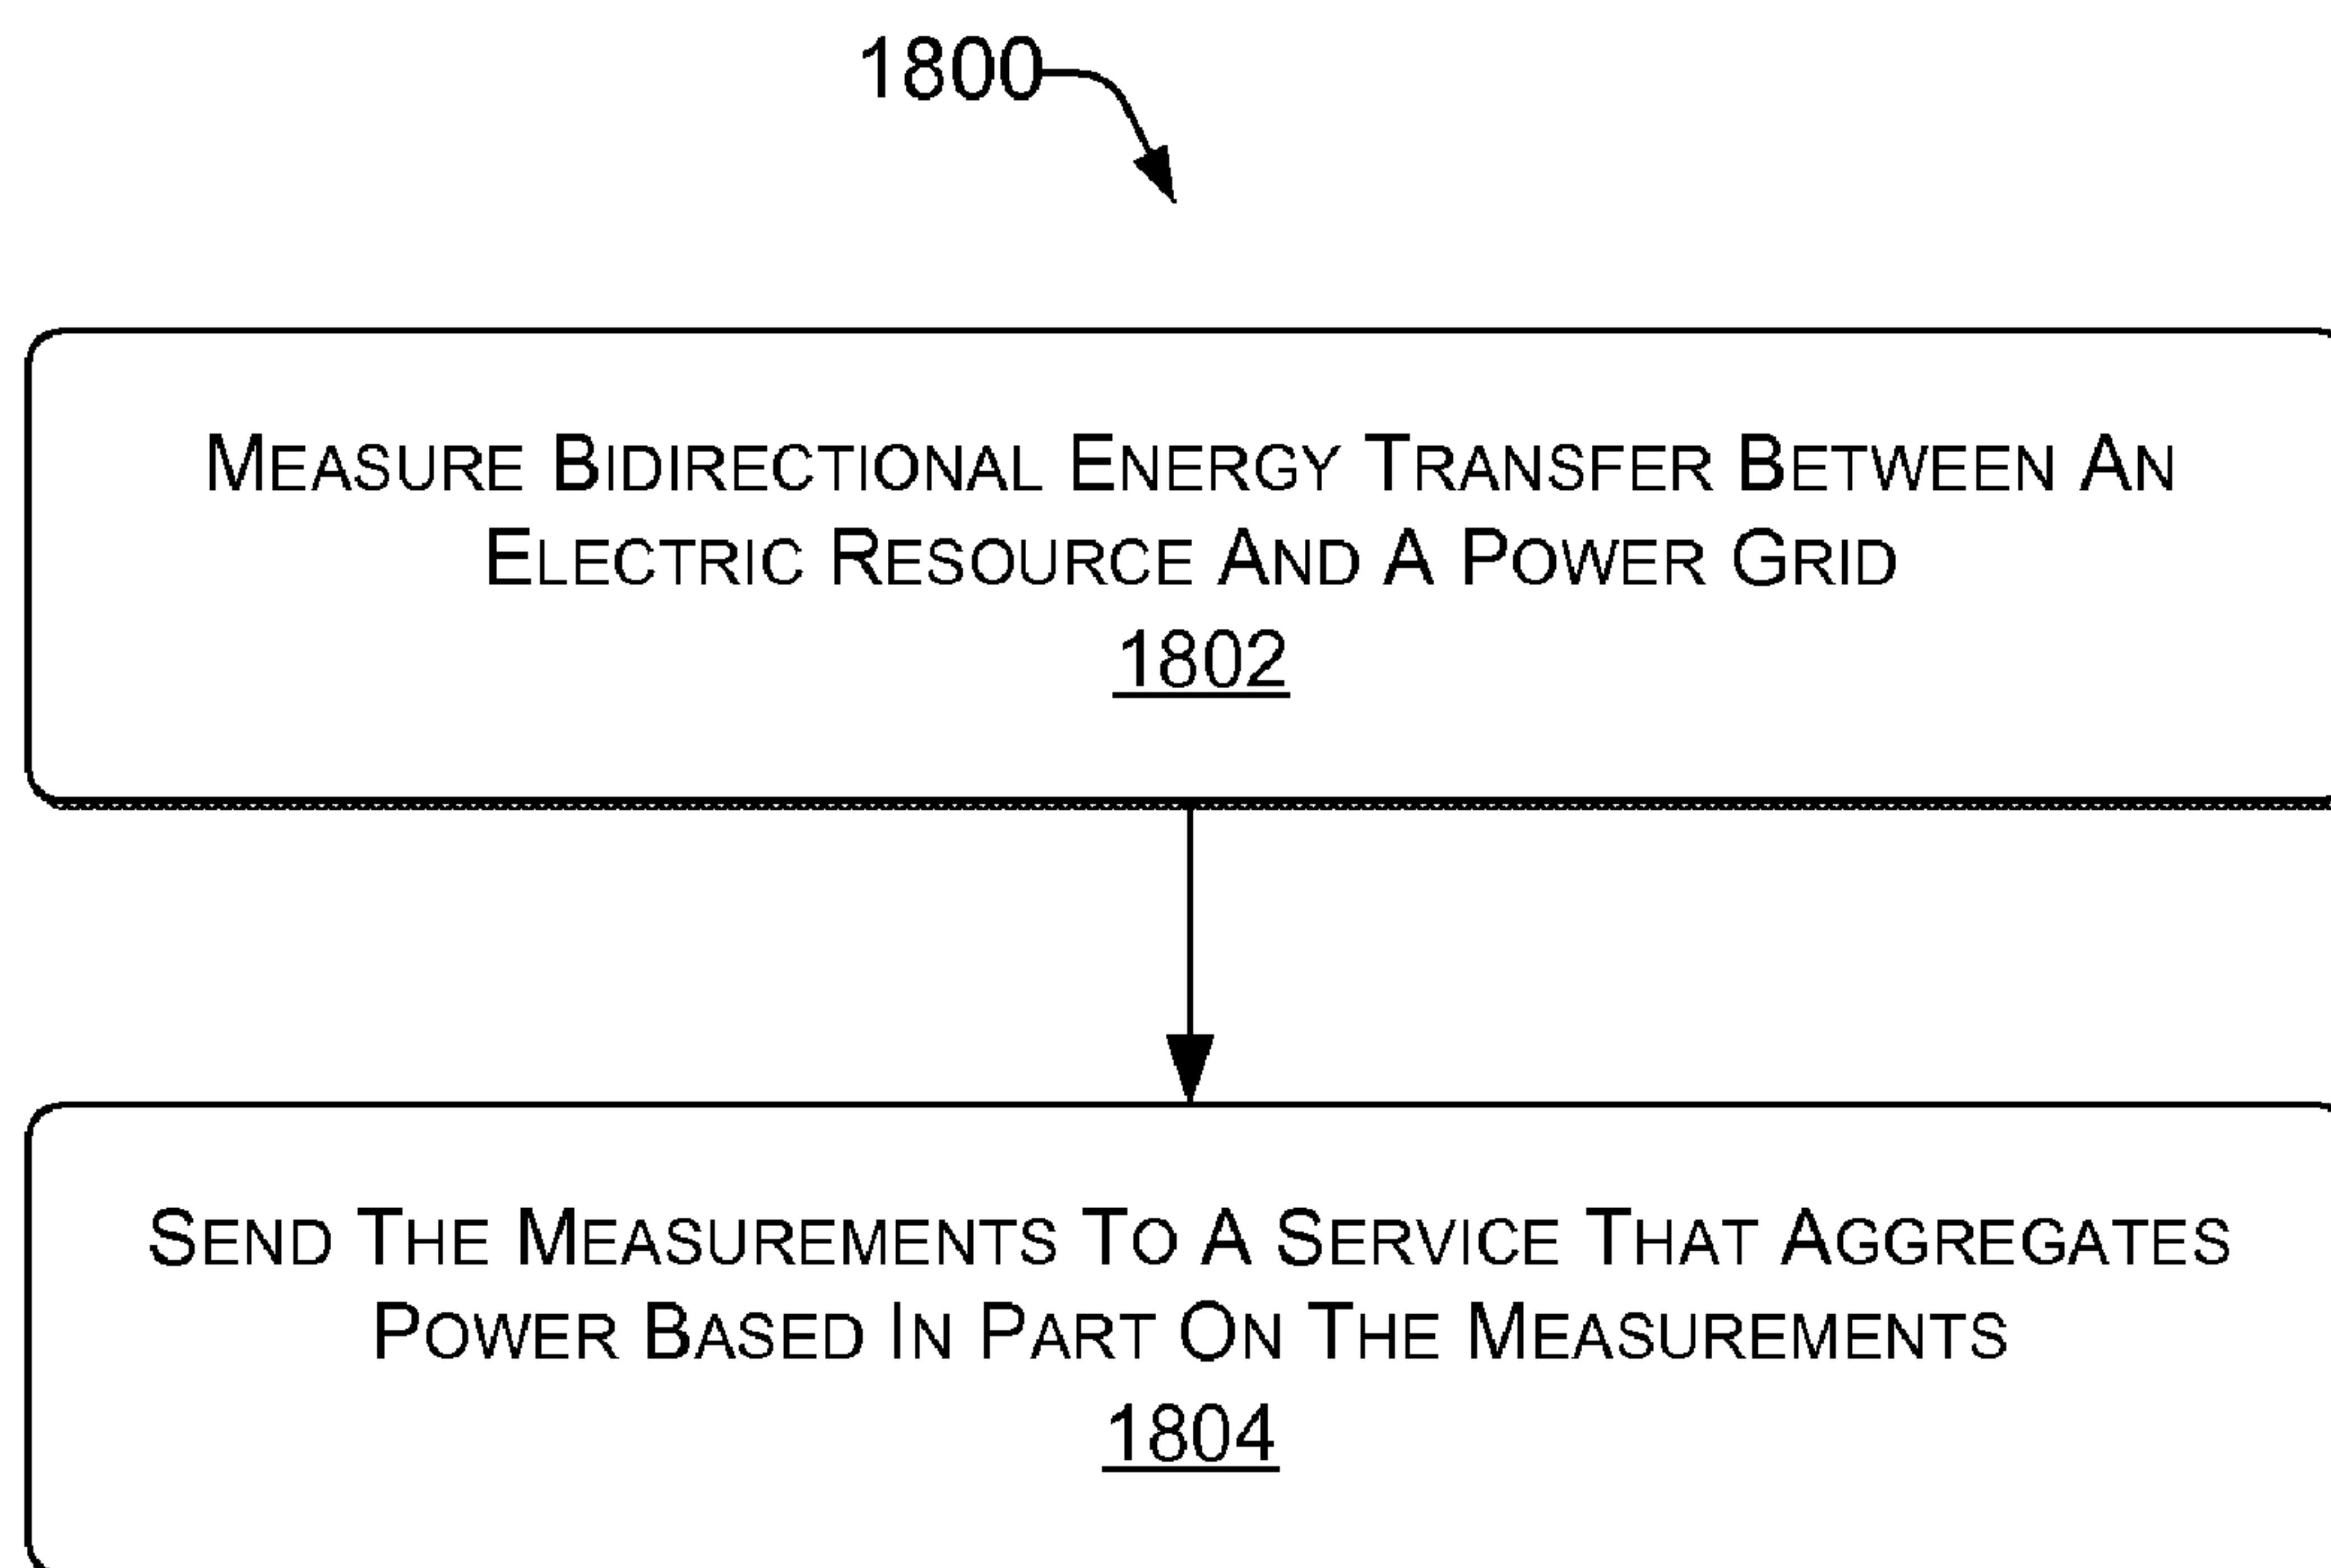 1800
MEASURE BIDIRECTIONAL ENERGY TRANSFER BETWEEN AN
ELECTRIC RESOURCE AND A POWER GRID
1802
SEND THE MEASUREMENTS TO A SERVICE THAT AGGREGATES
POWER BASED IN PART ON THE MEASUREMENTS
1804